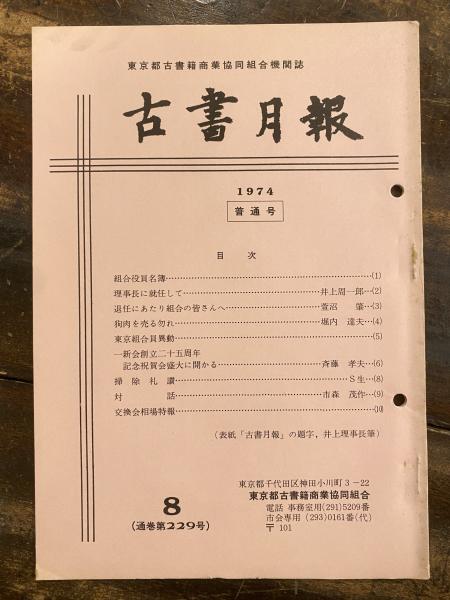 東京都古書籍商業協同組合機関誌
古書月報
1974
普通号
目次
組合役員名簿…(1)
理事長に就任して…井上周一郎…(2)
退任にあたり組合の皆さんへ…萱沼 肇…(3)
狗肉を売る勿れ…堀内 達夫…(4)
東京組合員異動…(5)
一新会創立二十五周年
記念祝賀会盛大に開かる…斉藤 孝夫…(6)
掃除礼讃…S生…(8)
対話…市森 茂作…(9)
交換会相場特報…(10)
(表紙「古書月報」の題字,井上理事長筆)
8
(通巻第229号)
東京都千代田区神田小川町3-22
東京都古書籍商業協同組合
電話 事務室用(291)5209番
市会専用(293)0161番(代)
〒101